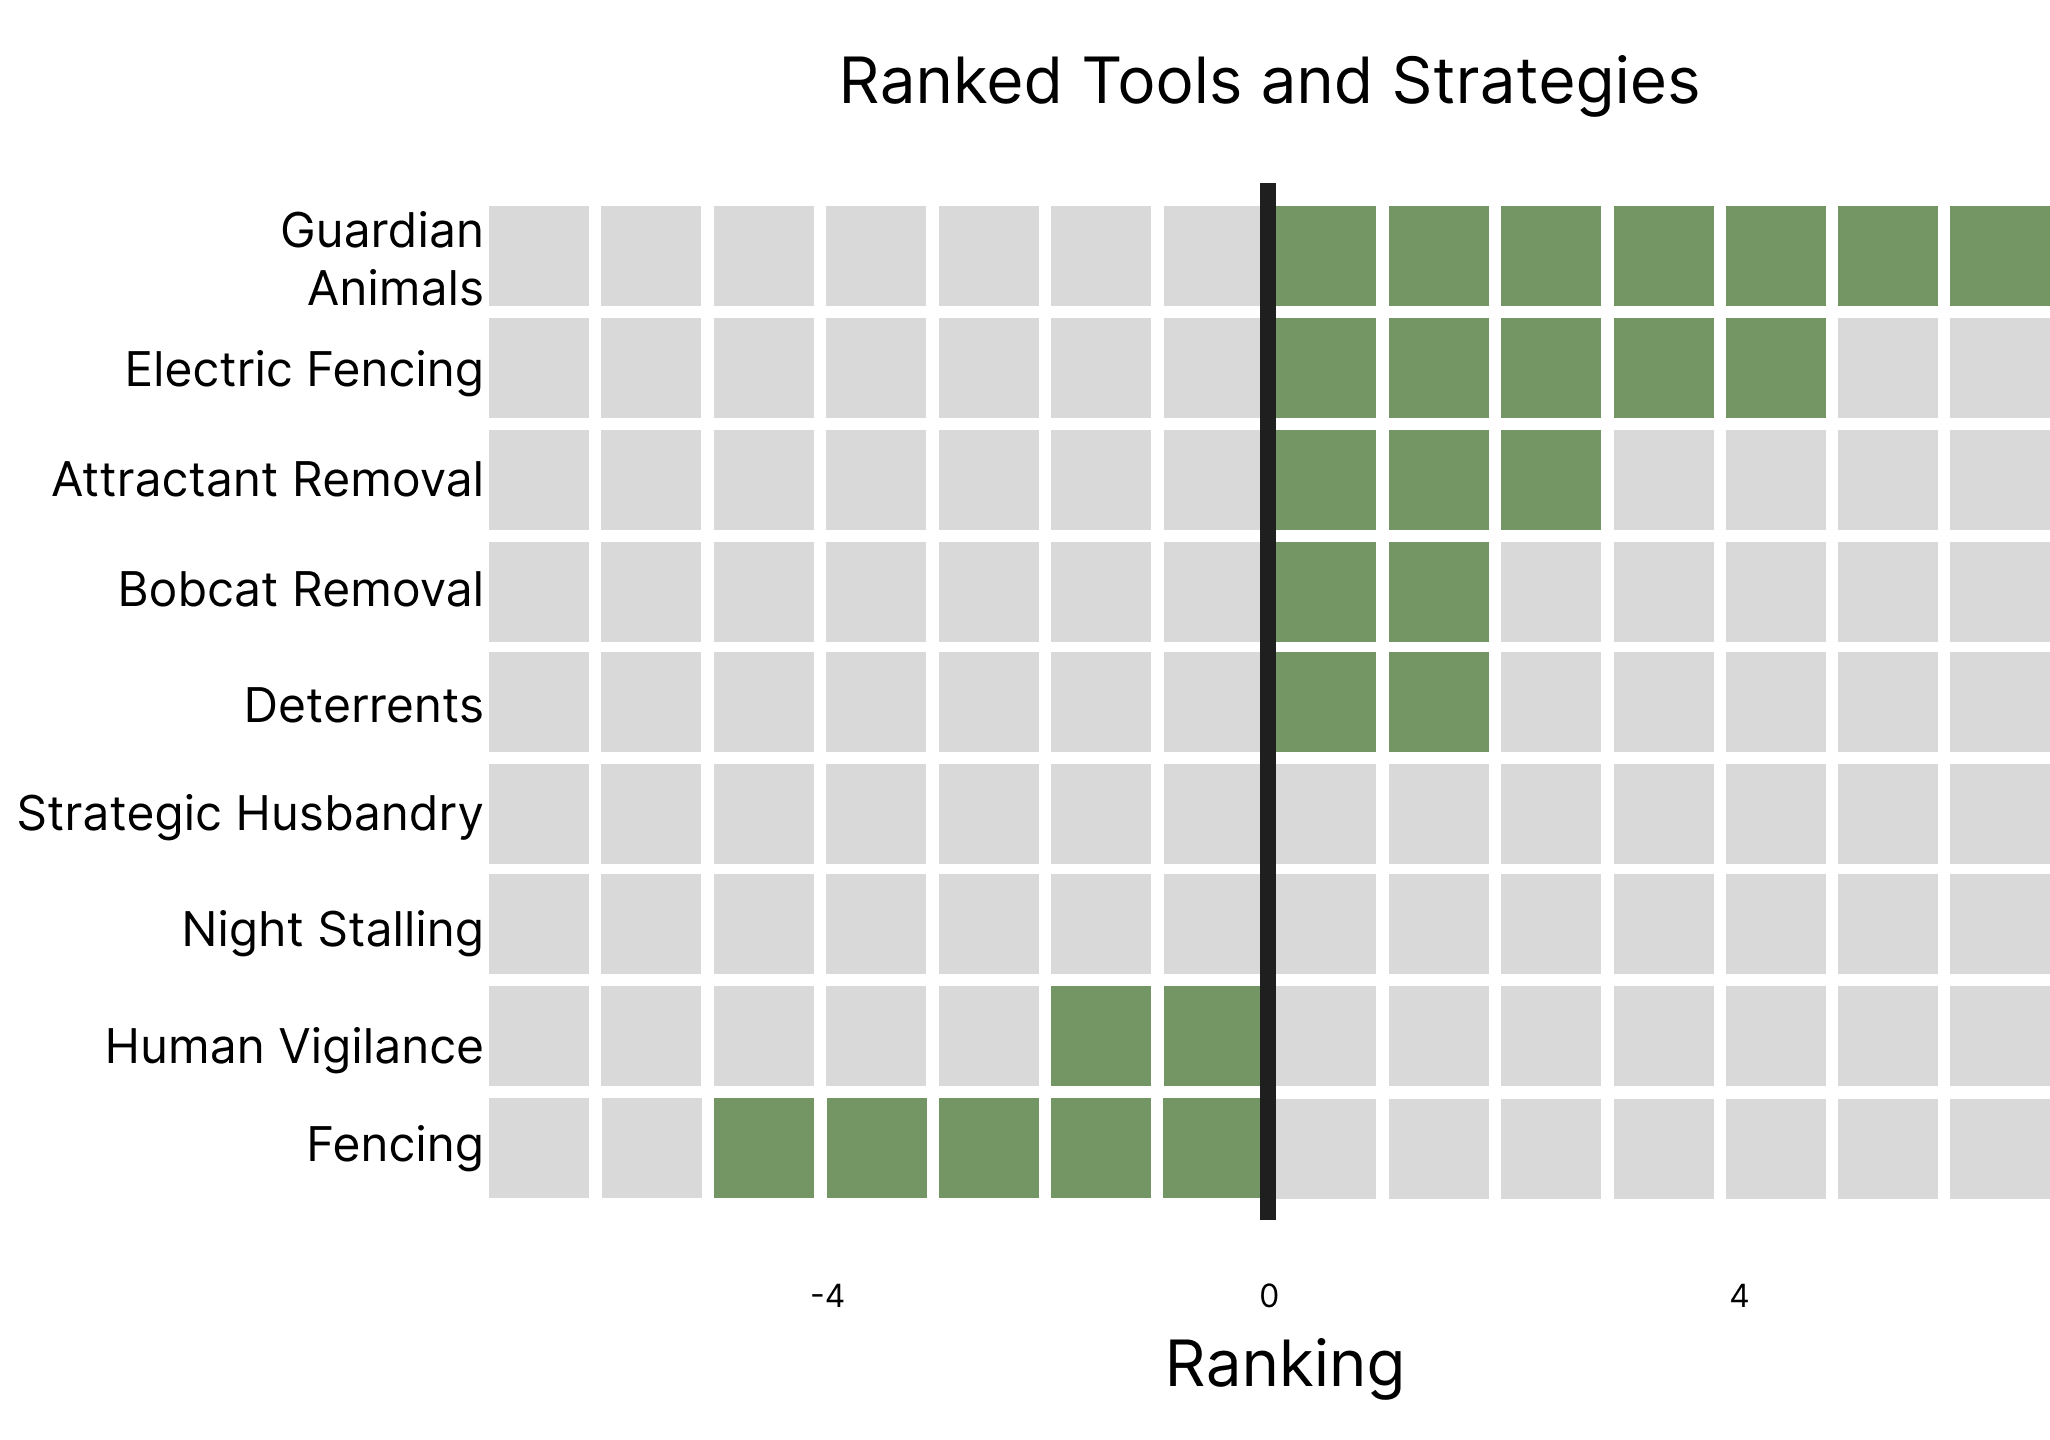 Ranked Tools and Strategies
Guardian
Animals
Electric Fencing
Attractant Removal
Bobcat Removal
Deterrents
Strategic Husbandry
Night Stalling
Human Vigilance
Fencing
-4 0 4
Ranking